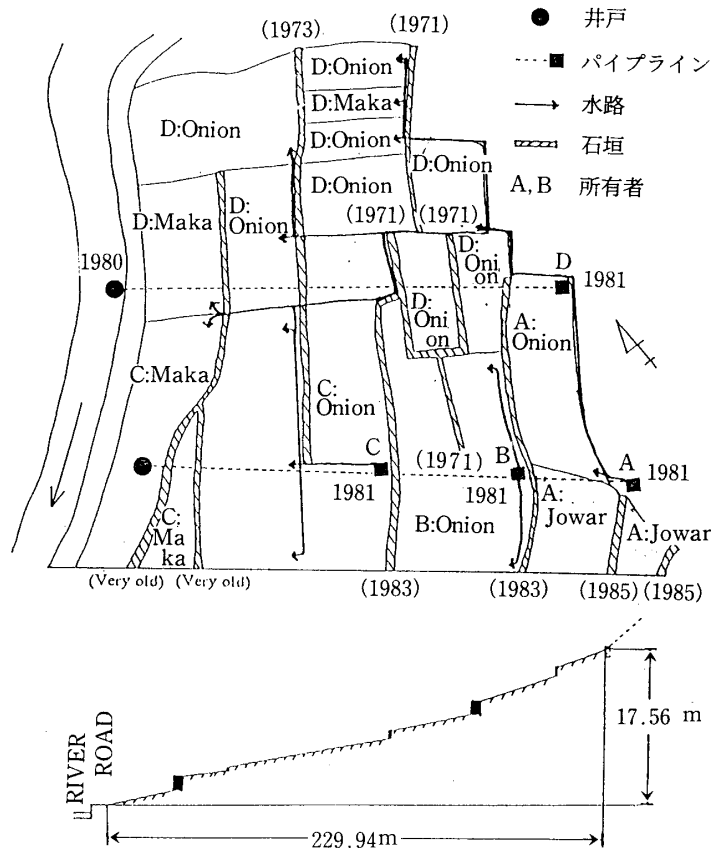 (1973)
(1971)
井戸
パイプライン
水路
石垣
A, B 所有者
D:Onion
D:Maka
D:Onion
D:Onion
D:Onion
D:Onion
D:Maka
D:
Onion
(1971)
(1971)
D:
Oni
on
1980
D
1981
D:
Oni
on
A:
Onion
C:Maka
C:
Onion
C
1981
(1971)
B
1981
A
1981
A:
Jowar
A:Jowar
B:Onion
C:
Ma
ka
(Very old)
(Very old)
(1983)
(1983)
(1985)
(1985)
RIVER
ROAD
17.56 m
229.94m